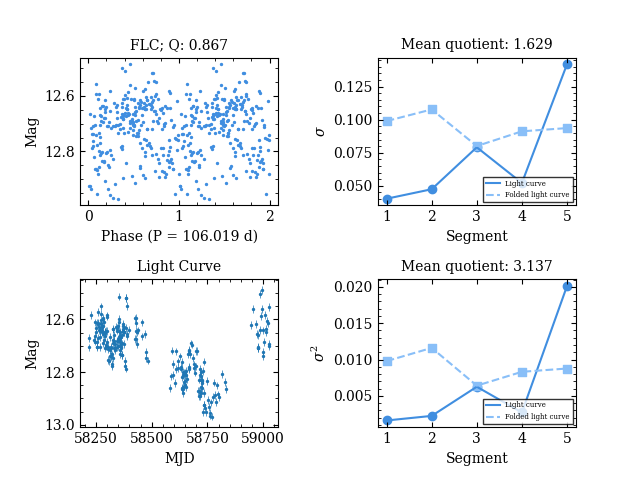 FLC; Q: 0.867
Mag
12.6
12.8
0
1
2
Phase (P = 106.019 d)
Mean quotient: 1.629
σ
0.125
0.100
0.075
0.050
1
2
3
4
5
Segment
Light curve
Folded light curve
Light Curve
Mag
12.6
12.8
13.0
58250
58500
58750
59000
MJD
Mean quotient: 3.137
σ²
0.020
0.015
0.010
0.005
1
2
3
4
5
Segment
Light curve
Folded light curve